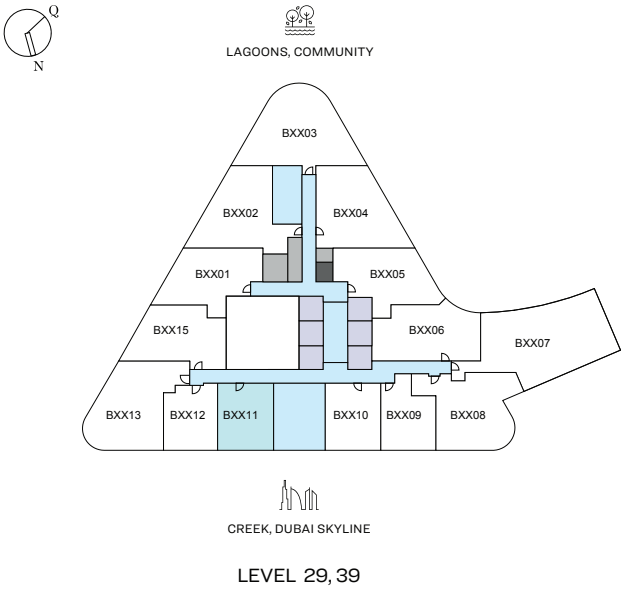 Q
N
LAGOONS, COMMUNITY
BXX03
BXX02
BXX04
BXX01
BXX05
BXX15
BXX06
BXX07
BXX13
BXX12
BXX11
BXX10
BXX09
BXX08
CREEK, DUBAI SKYLINE
LEVEL 29, 39